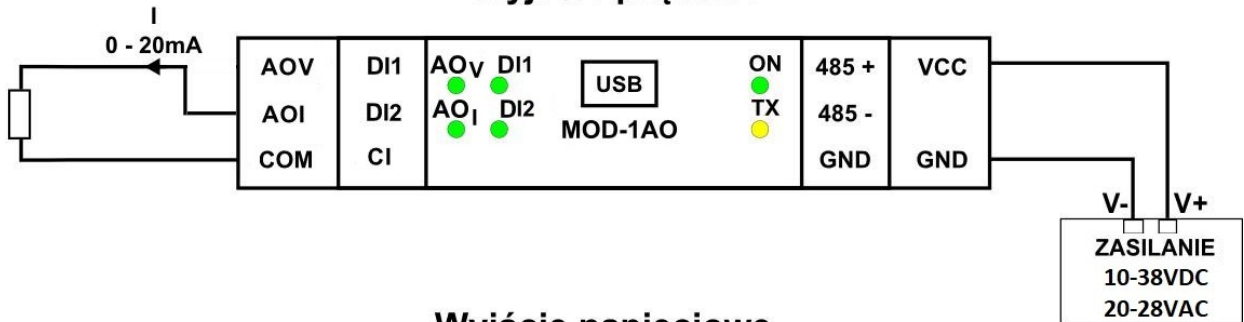 I
0 - 20mA
AOV DI1 AOV DI1 USB ON 485 + VCC
AOI DI2 AOI DI2 MOD-1AO TX 485 -
COM CI GND GND
V- V+
ZASILANIE
10-38VDC
20-28VAC